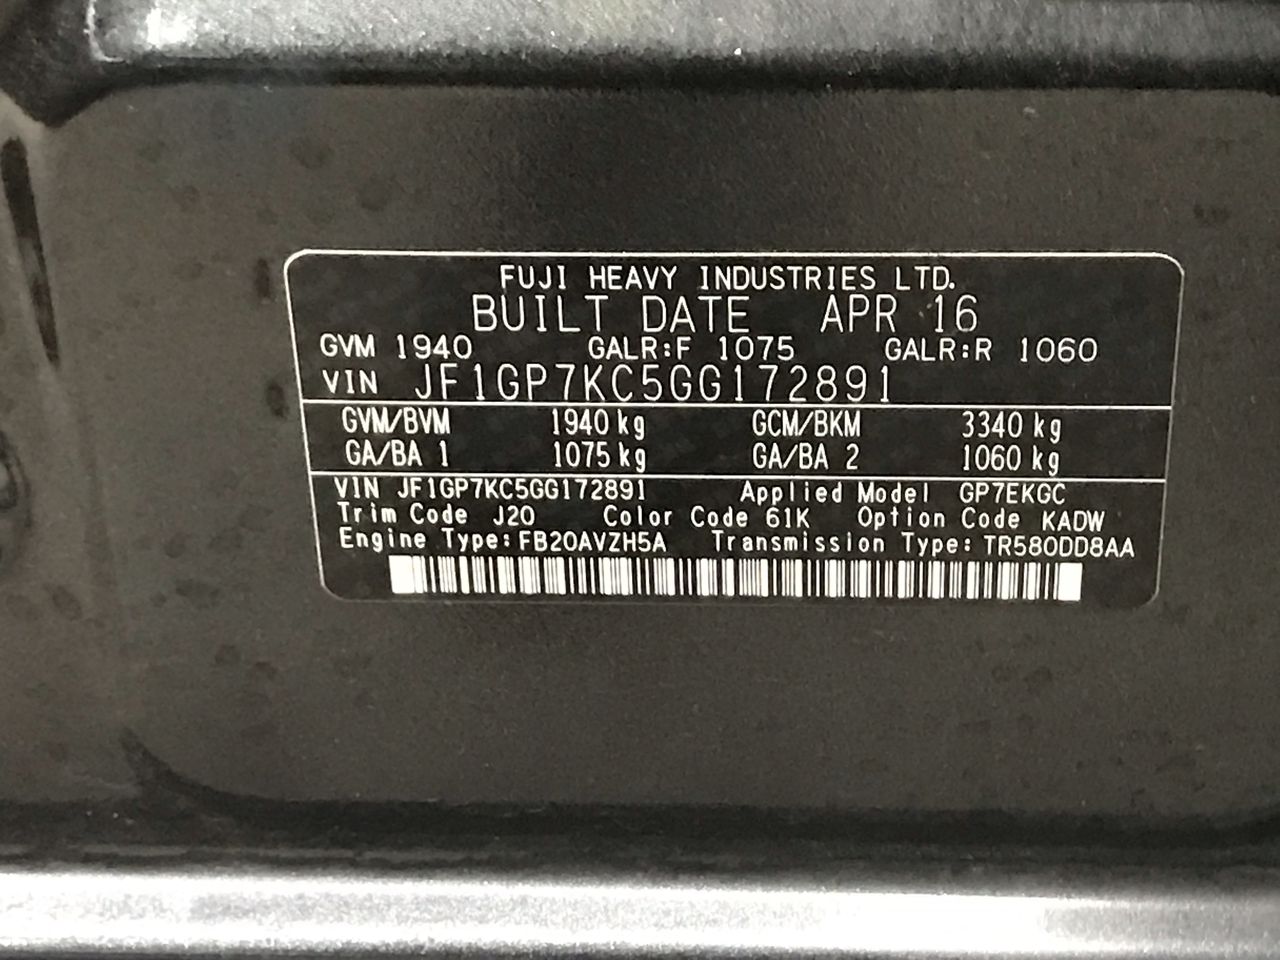 FUJI HEAVY INDUSTRIES LTD.
BUILT DATE APR 16
GVM 1940 GALR:F 1075 GALR:R 1060
VIN JF1GP7KC5GG172891
GVM/BVM 1940 kg GCM/BKM 3340 kg
GA/BA 1 1075 kg GA/BA 2 1060 kg
VIN JF1GP7KC5GG172891 Applied Model GP7EKGC
Trim Code J20 Color Code 61K Option Code KADW
Engine Type: FB20AVZH5A Transmission Type: TR580DD8AA